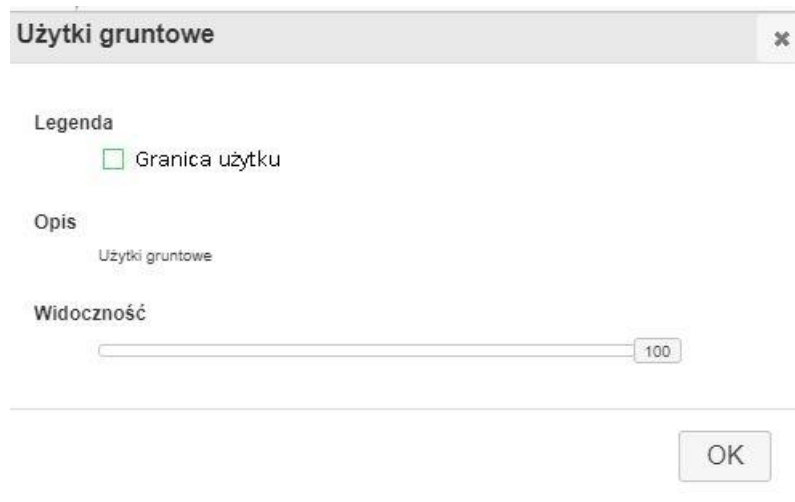 Użytki gruntowe
Legenda
Granica użytku
Opis
Użytki gruntowe
Widoczność
100
OK